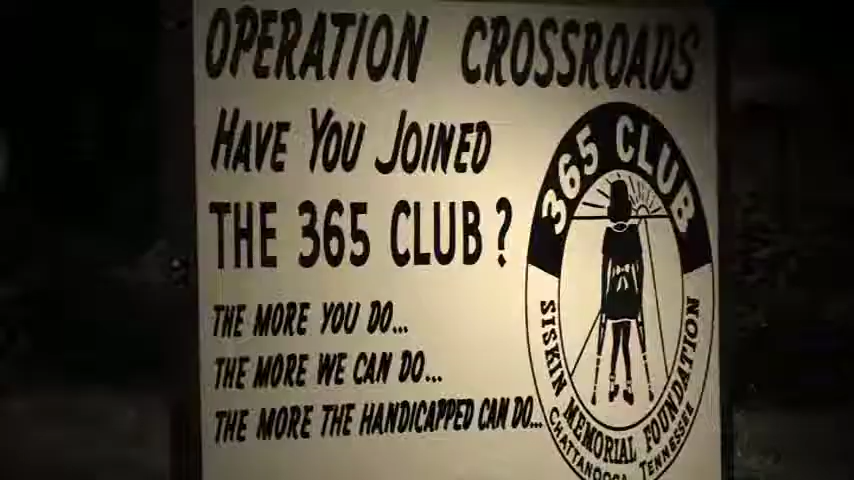 OPERATION CROSSROADS
HAVE YOU JOINED
THE 365 CLUB?
THE MORE YOU DO...
THE MORE WE CAN DO...
THE MORE THE HANDICAPPED CAN DO...
365 CLUB
SISKIN MEMORIAL FOUNDATION
CHATTANOOGA TENNESSEE